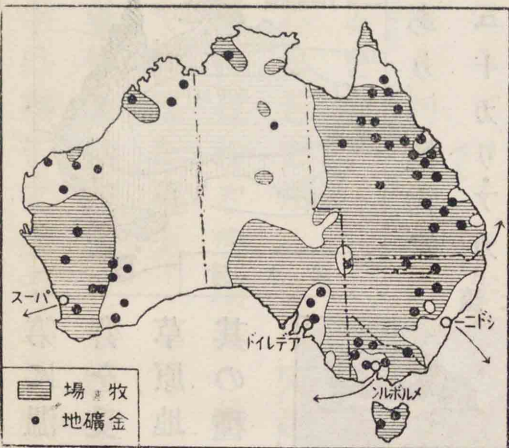 パース
シドニー
アデレイド
メルボルン
牧場
金礦地